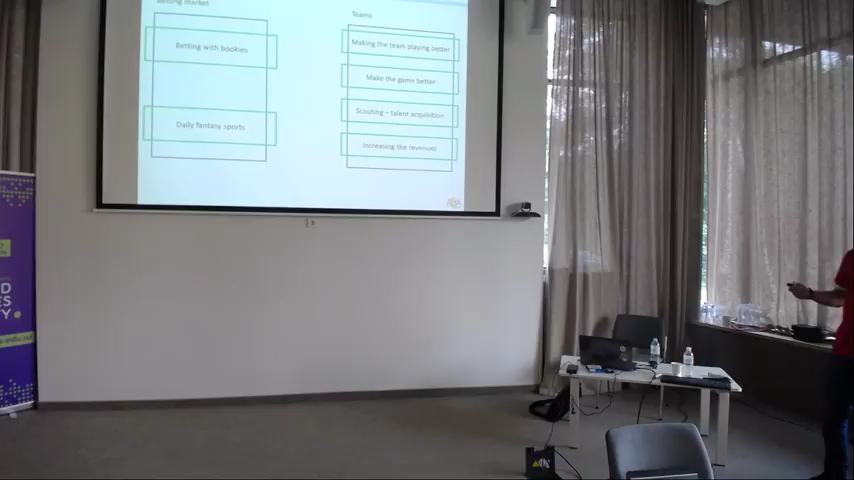 Betting market
Betting with bookies
Daily fantasy sports
Teams
Making the team playing better
Make the game better
Scouting – talent acquisition
Increasing the revenues